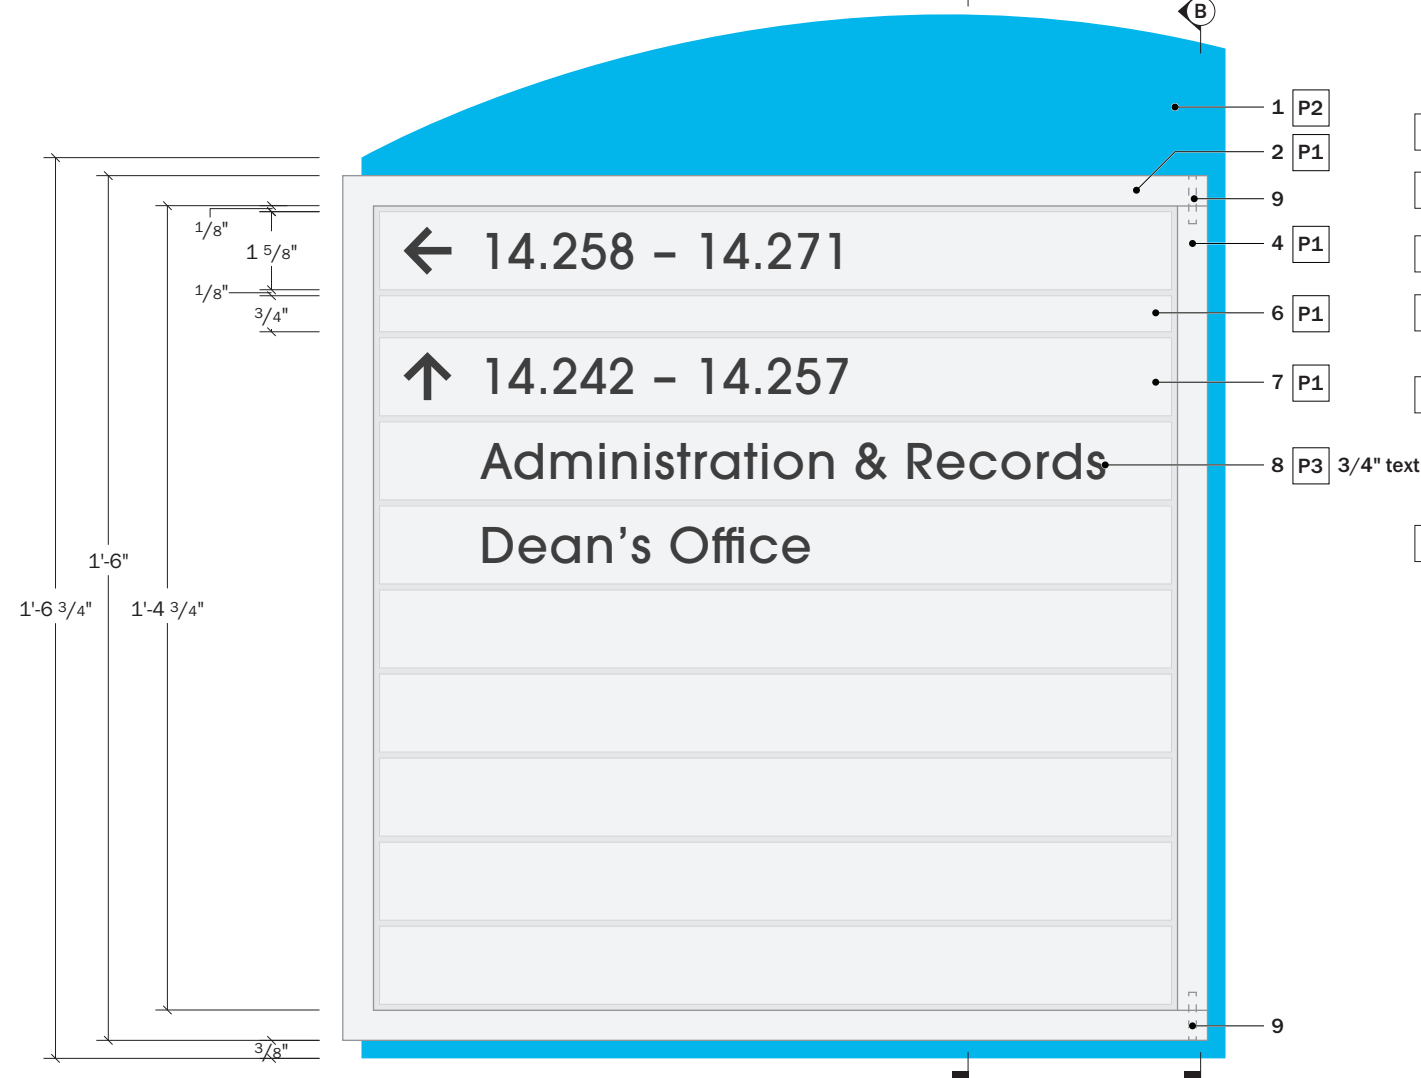 B
1 P2
2 P1
9
1/8"
4 P1
← 14.258 – 14.271
1 5/8"
1/8"
3/4"
6 P1
↑ 14.242 – 14.257
7 P1
Administration & Records
8 P3 3/4" text
Dean’s Office
1'-6"
1'-6 3/4"
1'-4 3/4"
9
3/8"